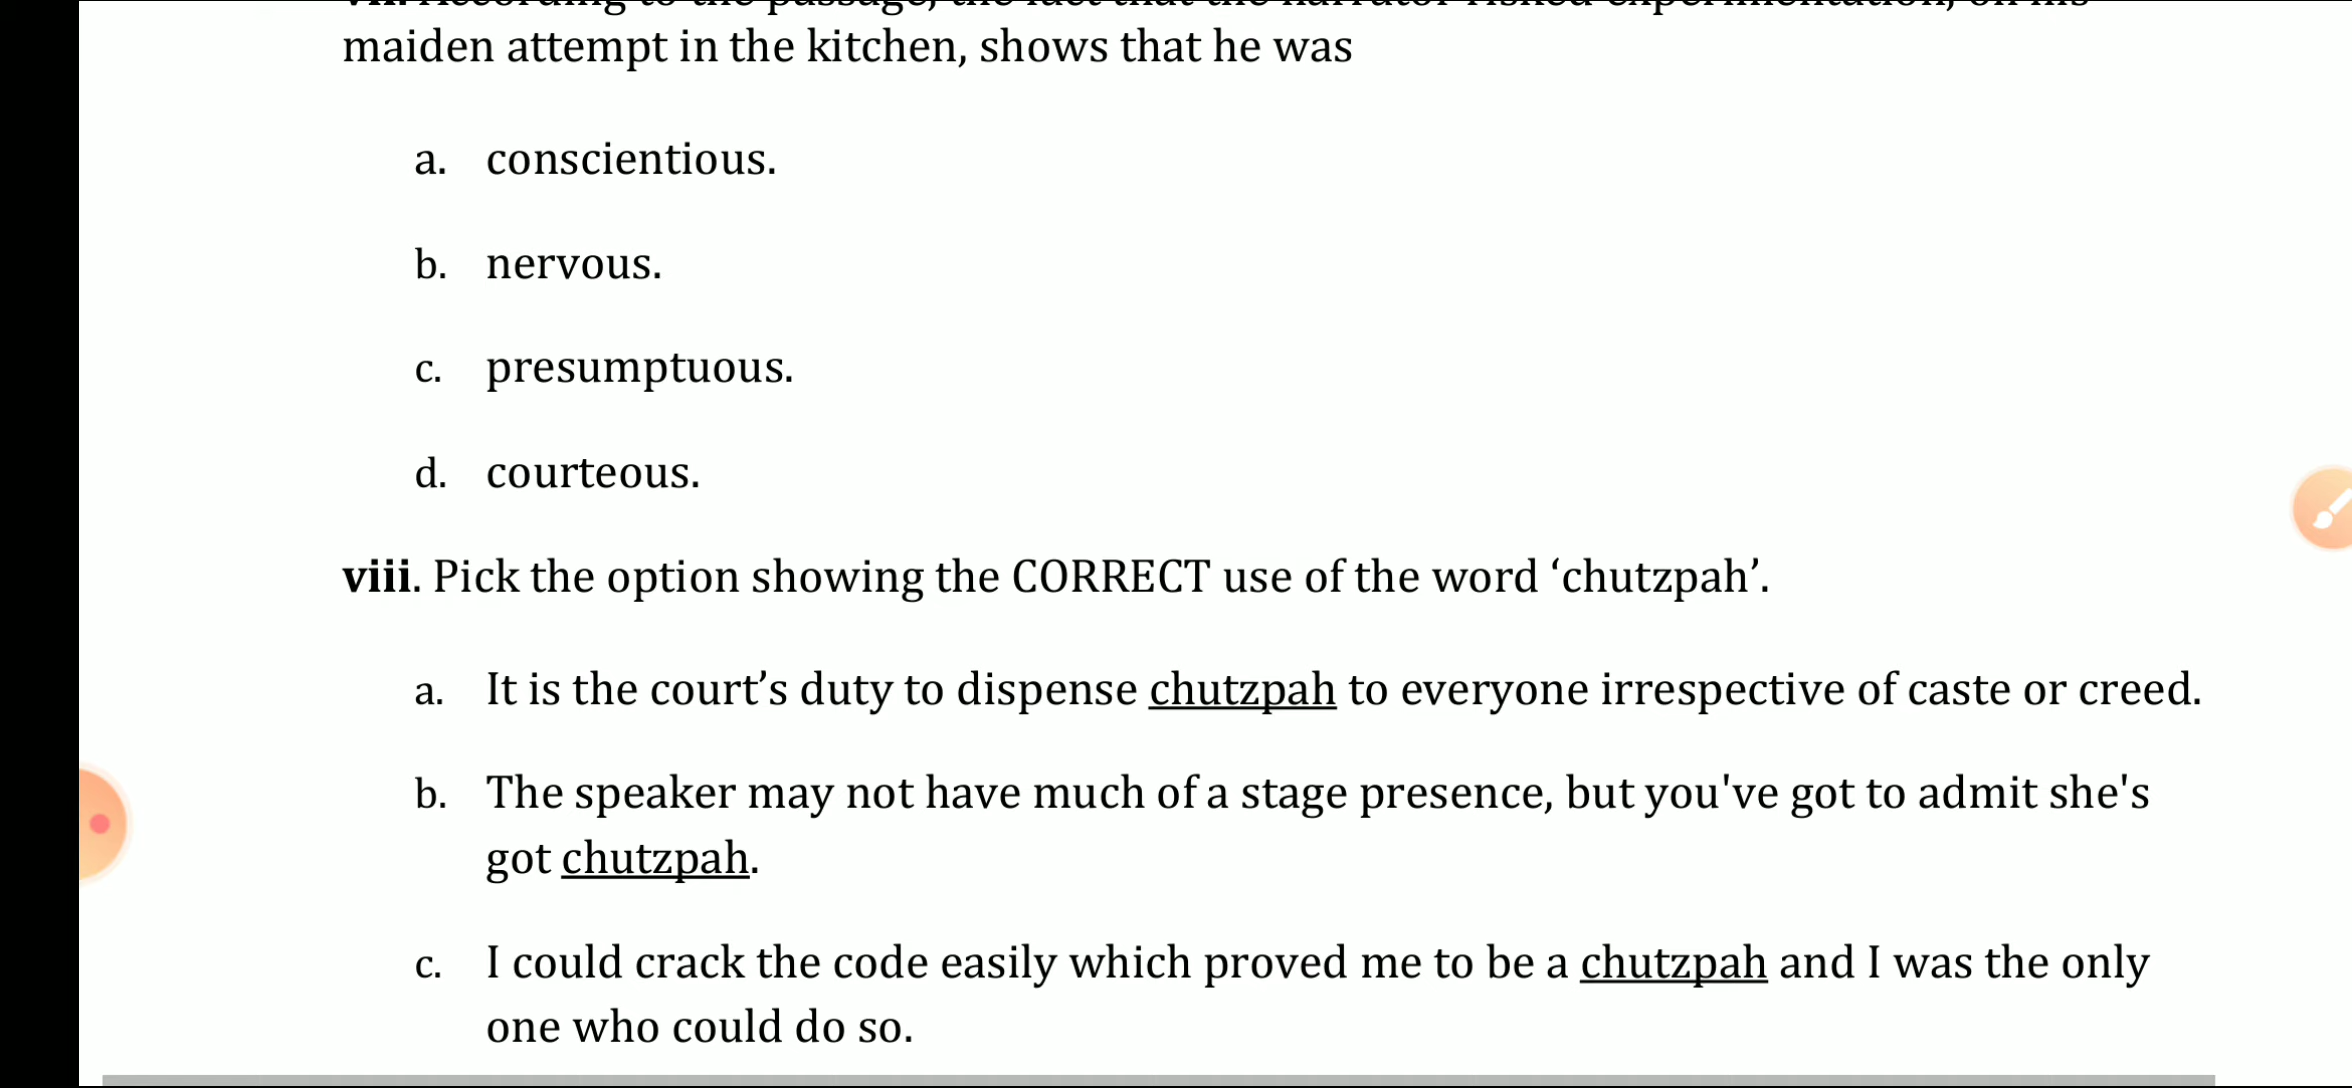 maiden attempt in the kitchen, shows that he was
a. conscientious.
b. nervous.
c. presumptuous.
d. courteous.
viii. Pick the option showing the CORRECT use of the word ‘chutzpah’.
a. It is the court’s duty to dispense chutzpah to everyone irrespective of caste or creed.
b. The speaker may not have much of a stage presence, but you've got to admit she's
got chutzpah.
c. I could crack the code easily which proved me to be a chutzpah and I was the only
one who could do so.